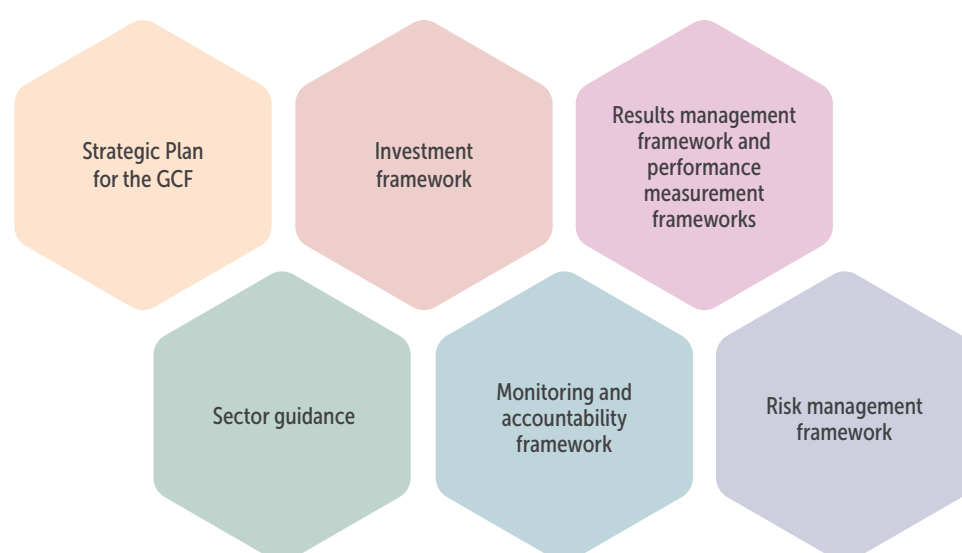 Strategic Plan
for the GCF
Investment
framework
Results management
framework and
performance
measurement
frameworks
Sector guidance
Monitoring and
accountability
framework
Risk management
framework